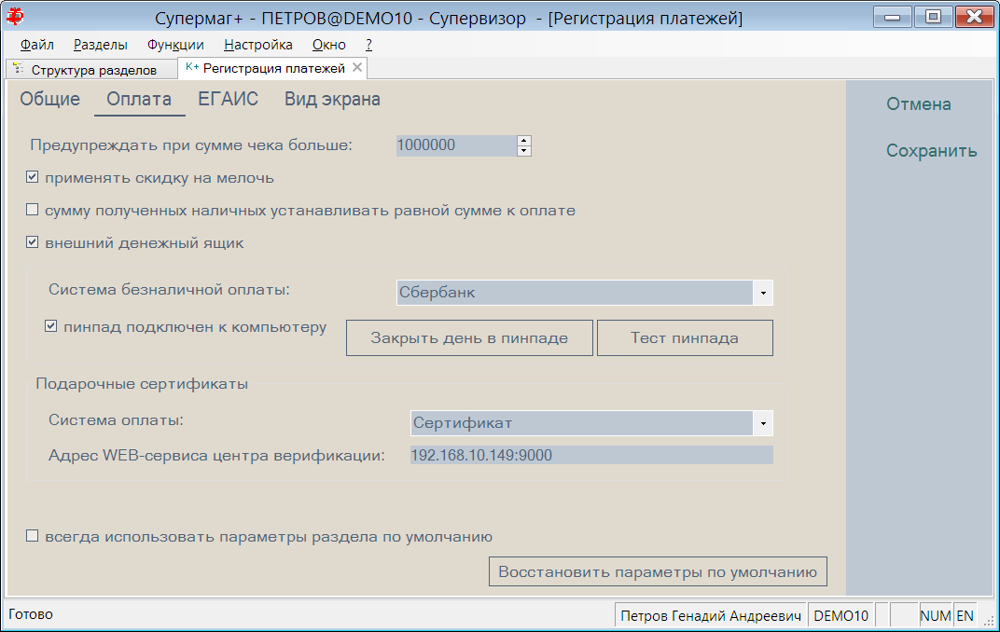 Супермаг+ - ПЕТРОВ@DEMO10 - Супервизор - [Регистрация платежей]
Файл Разделы Функции Настройка Окно ?
Структура разделов K+ Регистрация платежей
Общие Оплата ЕГАИС Вид экрана
Отмена
Сохранить
Предупреждать при сумме чека больше: 1000000
применять скидку на мелочь
сумму полученных наличных устанавливать равной сумме к оплате
внешний денежный ящик
Система безналичной оплаты: Сбербанк
пинпад подключен к компьютеру Закрыть день в пинпаде Тест пинпада
Подарочные сертификаты
Система оплаты: Сертификат
Адрес WEB-сервиса центра верификации: 192.168.10.149:9000
всегда использовать параметры раздела по умолчанию
Восстановить параметры по умолчанию
Готово Петров Генадий Андреевич DEMO10 NUM EN